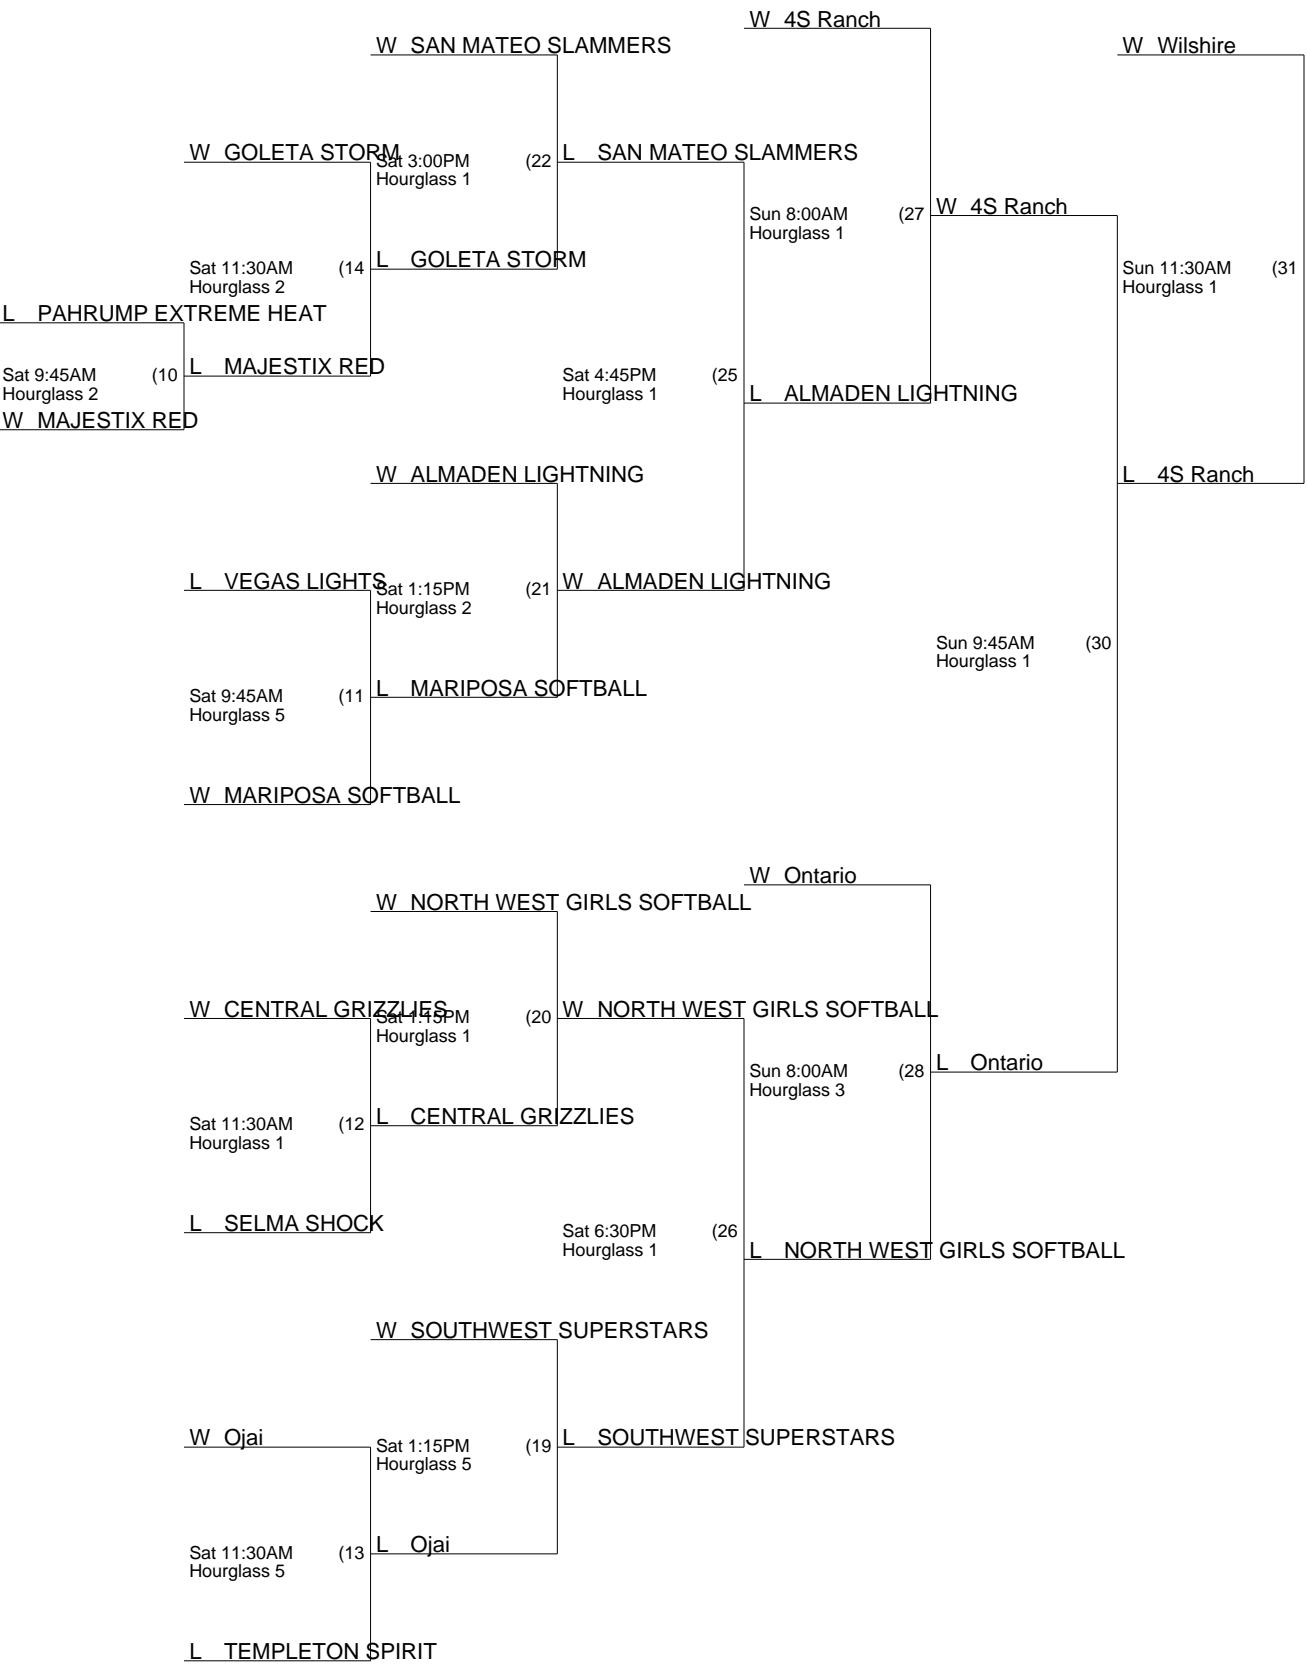 W 4S Ranch
W SAN MATEO SLAMMERS
W Wilshire
W GOLETA STORM
Sat 3:00PM (22
Hourglass 1
L SAN MATEO SLAMMERS
Sun 8:00AM (27
Hourglass 1
W 4S Ranch
Sat 11:30AM (14
Hourglass 2
L GOLETA STORM
Sun 11:30AM (31
Hourglass 1
L PAHRUMP EXTREME HEAT
Sat 9:45AM (10
Hourglass 2
L MAJESTIX RED
Sat 4:45PM (25
Hourglass 1
L ALMADEN LIGHTNING
W MAJESTIX RED
W ALMADEN LIGHTNING
L 4S Ranch
L VEGAS LIGHTS
Sat 1:15PM (21
Hourglass 2
W ALMADEN LIGHTNING
Sun 9:45AM (30
Hourglass 1
Sat 9:45AM (11
Hourglass 5
L MARIPOSA SOFTBALL
W MARIPOSA SOFTBALL
W Ontario
W NORTH WEST GIRLS SOFTBALL
W CENTRAL GRIZZLIES
Sat 1:15PM (20
Hourglass 1
W NORTH WEST GIRLS SOFTBALL
Sun 8:00AM (28
Hourglass 3
L Ontario
Sat 11:30AM (12
Hourglass 1
L CENTRAL GRIZZLIES
L SELMA SHOCK
Sat 6:30PM (26
Hourglass 1
L NORTH WEST GIRLS SOFTBALL
W SOUTHWEST SUPERSTARS
W Ojai
Sat 1:15PM (19
Hourglass 5
L SOUTHWEST SUPERSTARS
Sat 11:30AM (13
Hourglass 5
L Ojai
L TEMPLETON SPIRIT